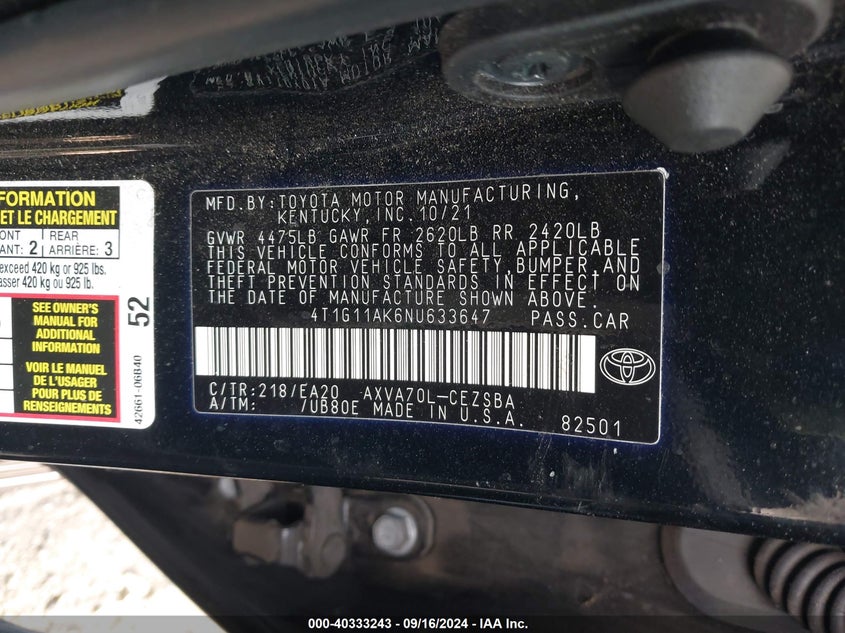 FORMATION
ET LE CHARGEMENT
ONT
ANT: 2
REAR
ARRIÈRE: 3
exceed 420 kg or 925 lbs.
asser 420 kg ou 925 lb.
SEE OWNER'S
MANUAL FOR
ADDITIONAL
INFORMATION
VOIR LE MANUEL
DE L'USAGER
POUR PLUS DE
RENSEIGNEMENTS
52
42661-06B40
MFD.BY:TOYOTA MOTOR MANUFACTURING,
KENTUCKY,INC.10/21
GVWR 4475LB GAWR FR 2620LB RR 2420LB
THIS VEHICLE CONFORMS TO ALL APPLICABLE
FEDERAL MOTOR VEHICLE SAFETY,BUMPER,AND
THEFT PREVENTION STANDARDS IN EFFECT ON
THE DATE OF MANUFACTURE SHOWN ABOVE.
4T1G11AK6NU633647 PASS.CAR
C/TR:218/EA20 AXVA70L-CEZSBA
A/TM: /UB80E MADE IN U.S.A.
82501
000-40333243 - 09/16/2024 - IAA Inc.